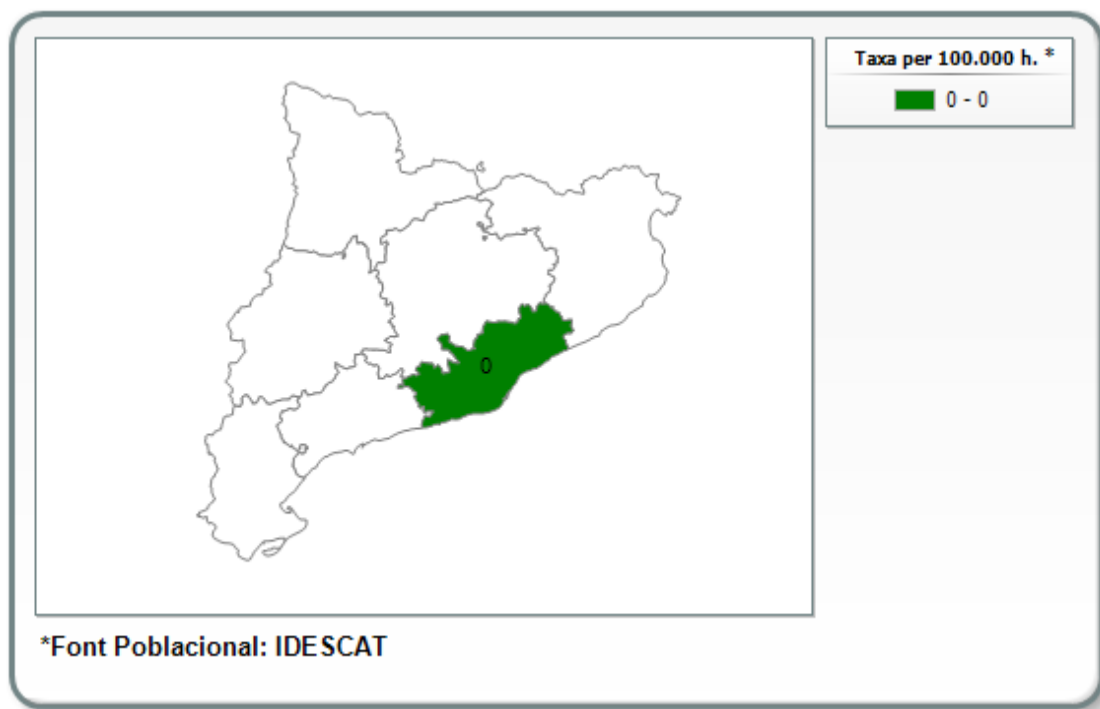 Taxa per 100.000 h. *
0 - 0
0
*Font Poblacional: IDESCAT